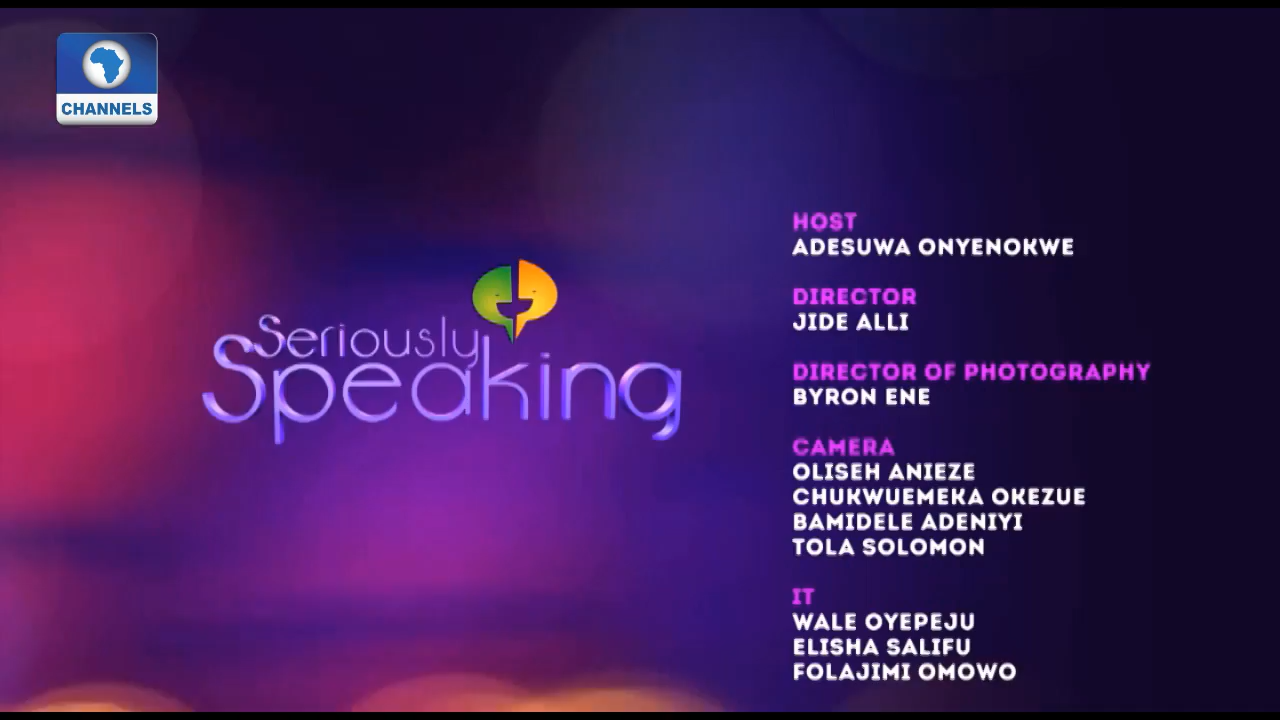 CHANNELS
Seriously
Speaking
HOST
ADESUWA ONYENOKWE
DIRECTOR
JIDE ALLI
DIRECTOR OF PHOTOGRAPHY
BYRON ENE
CAMERA
OLISEH ANIEZE
CHUKWUEMEKA OKEZUE
BAMIDELE ADENIYI
TOLA SOLOMON
IT
WALE OYEPEJU
ELISHA SALIFU
FOLAJIMI OMOWO